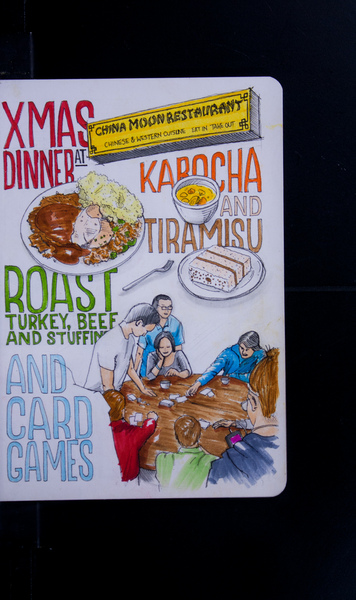 XMAS
DINNER AT
CHINA MOON RESTAURANT
CHINESE & WESTERN CUISINE EAT IN TAKE OUT
KABOCHA
AND
TIRAMISU
ROAST
TURKEY, BEEF
AND STUFFIN
AND
CARD
GAMES